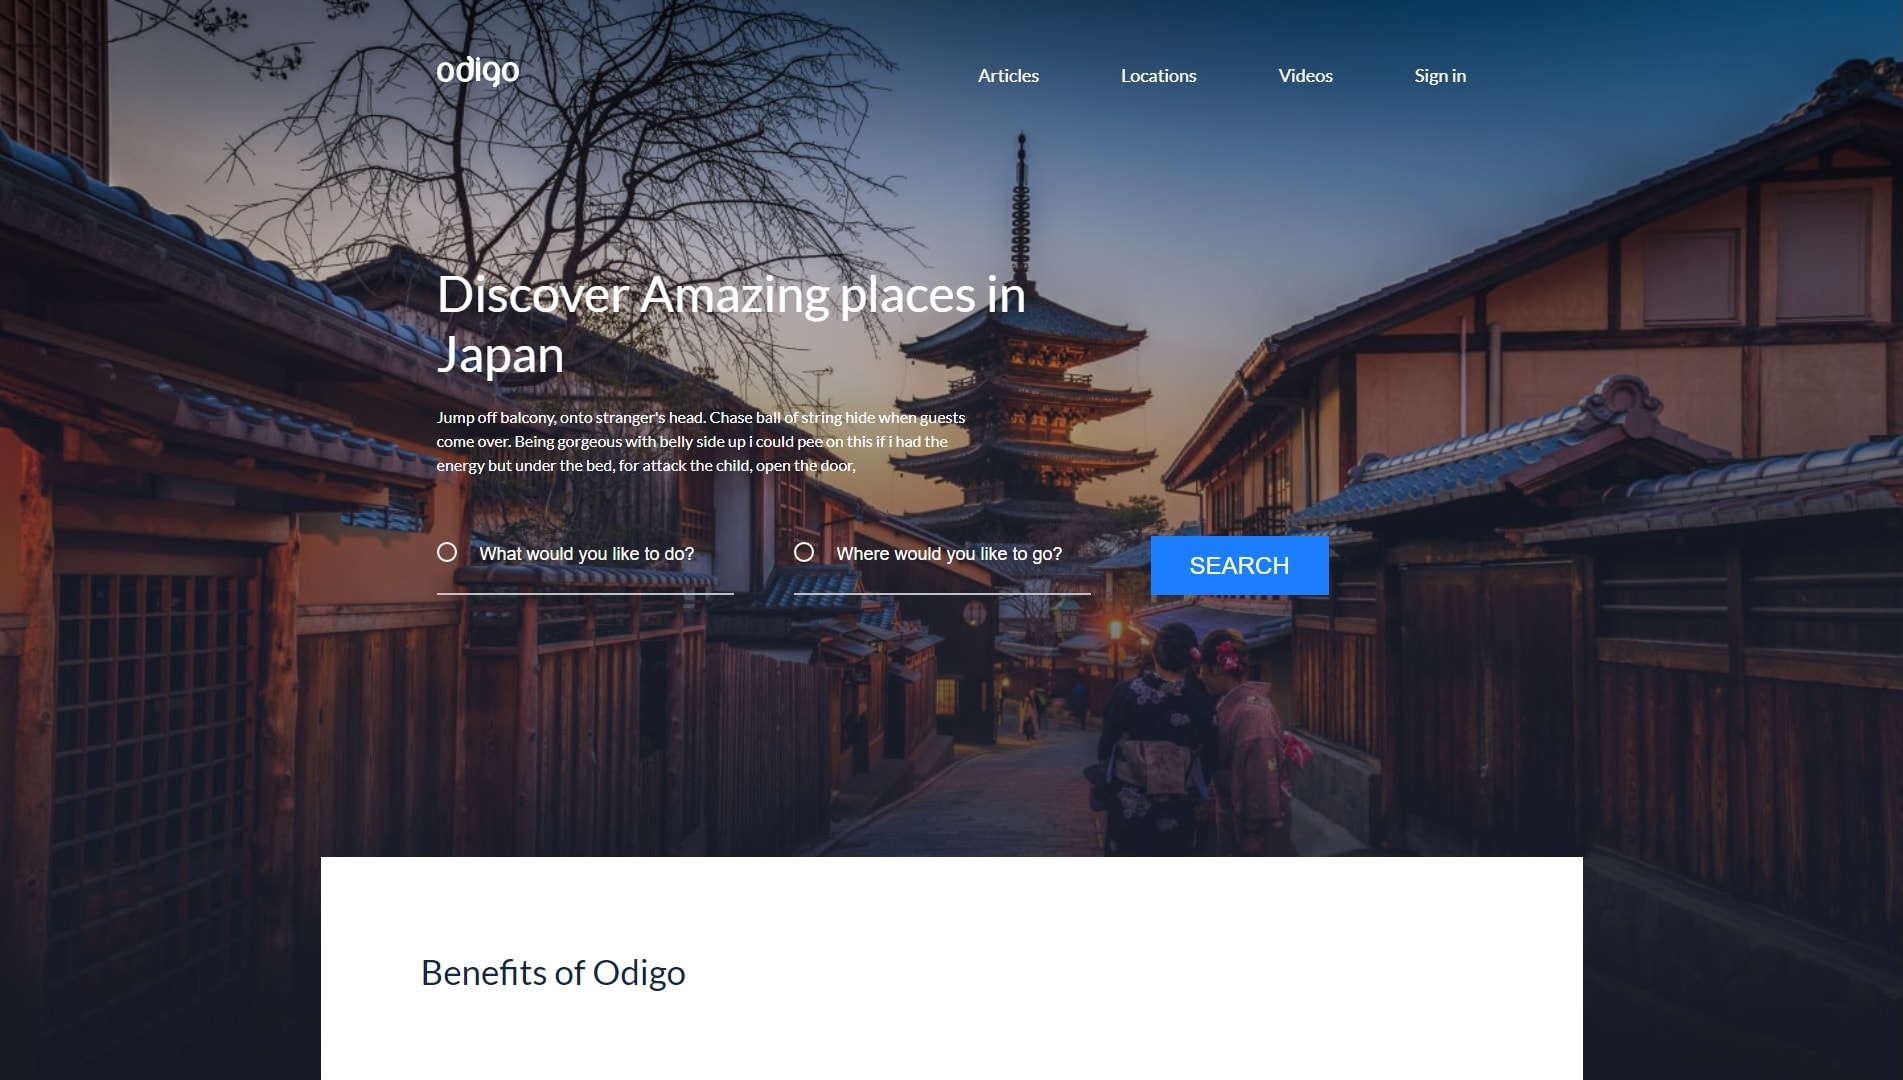 odigo
Articles
Locations
Videos
Sign in
Discover Amazing places in
Japan
Jump off balcony, onto stranger's head. Chase ball of string hide when guests
come over. Being gorgeous with belly side up i could pee on this if i had the
energy but under the bed, for attack the child, open the door,
What would you like to do?
Where would you like to go?
SEARCH
Benefits of Odigo